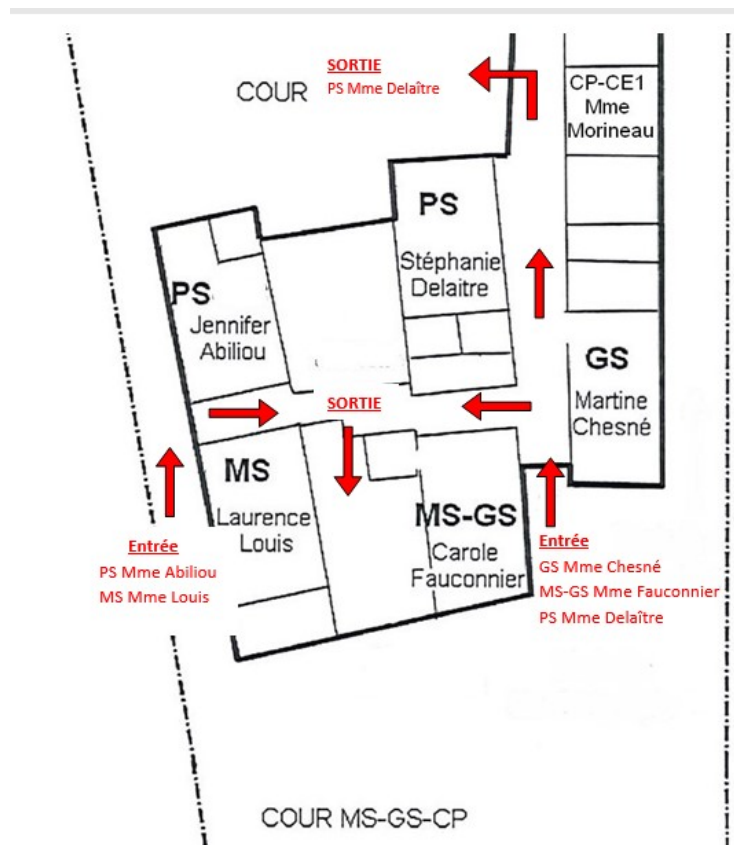 SORTIE
PS Mme Delaître
COUR
CP-CE1
Mme
Morineau
PS
Stéphanie
Delaitre
PS
Jennifer
Abiliou
GS
Martine
Chesné
SORTIE
MS
Laurence
Louis
MS-GS
Carole
Fauconnier
Entrée
PS Mme Abiliou
MS Mme Louis
Entrée
GS Mme Chesné
MS-GS Mme Fauconnier
PS Mme Delaître
COUR MS-GS-CP